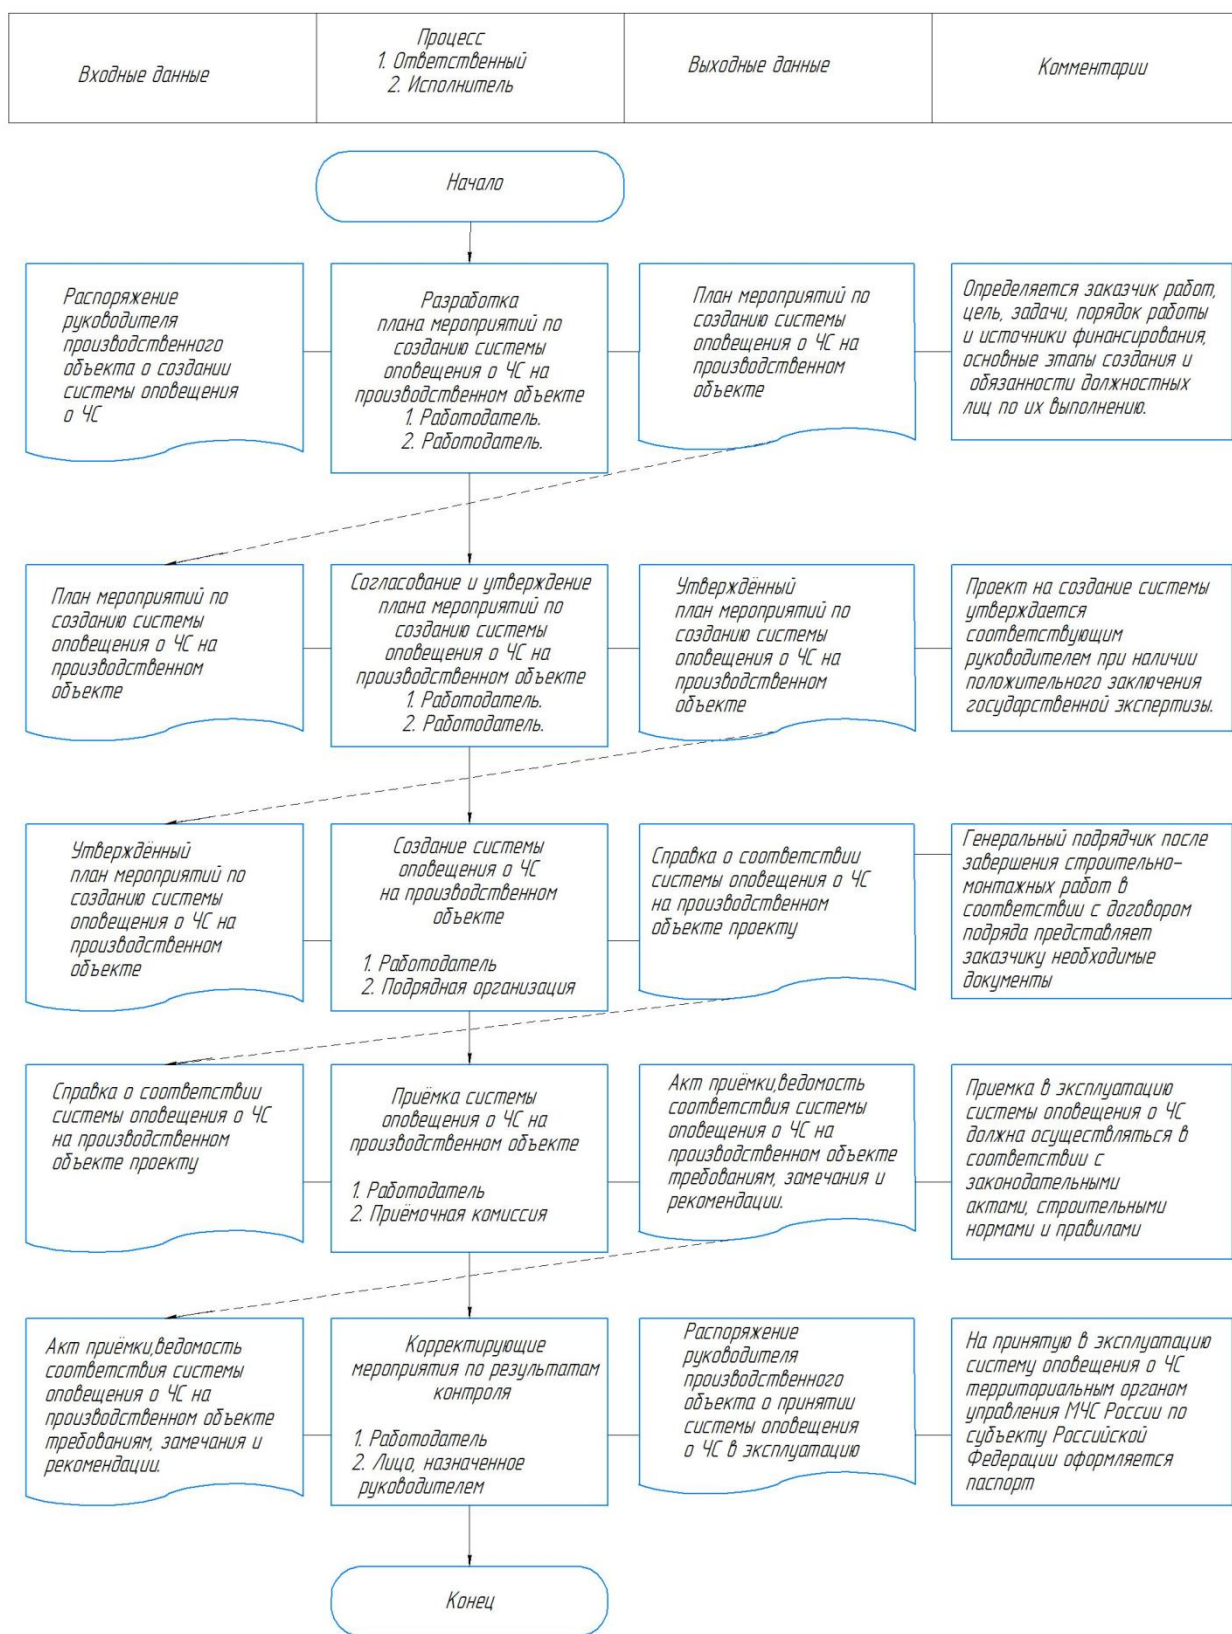 Входные данные
Процесс
1. Ответственный
2. Исполнитель
Выходные данные
Комментарии
Начало
Распоряжение
руководителя
производственного
объекта о создании
системы оповещения
о ЧС
Разработка
плана мероприятий по
созданию системы
оповещения о ЧС на
производственном объекте
1. Работодатель.
2. Работодатель.
План мероприятий по
созданию системы
оповещения о ЧС на
производственном
объекте
Определяется заказчик работ,
цель, задачи, порядок работы
и источники финансирования,
основные этапы создания и
обязанности должностных
лиц по их выполнению.
План мероприятий по
созданию системы
оповещения о ЧС на
производственном
объекте
Согласование и утверждение
плана мероприятий по
созданию системы
оповещения о ЧС на
производственном объекте
1. Работодатель.
2. Работодатель.
Утверждённый
план мероприятий по
созданию системы
оповещения о ЧС на
производственном
объекте
Проект на создание системы
утверждается
соответствующим
руководителем при наличии
положительного заключения
государственной экспертизы.
Утверждённый
план мероприятий по
созданию системы
оповещения о ЧС на
производственном
объекте
Создание системы
оповещения о ЧС
на производственном
объекте
1. Работодатель
2. Подрядная организация
Справка о соответствии
системы оповещения о ЧС
на производственном
объекте проекту
Генеральный подрядчик после
завершения строительно-
монтажных работ в
соответствии с договором
подряда представляет
заказчику необходимые
документы
Справка о соответствии
системы оповещения о ЧС
на производственном
объекте проекту
Приёмка системы
оповещения о ЧС на
производственном объекте
1. Работодатель
2. Приёмочная комиссия
Акт приёмки,ведомость
соответствия системы
оповещения о ЧС на
производственном объекте
требованиям, замечания и
рекомендации.
Приемка в эксплуатацию
системы оповещения о ЧС
должна осуществляться в
соответствии с
законодательными
актами, строительными
нормами и правилами
Акт приёмки,ведомость
соответствия системы
оповещения о ЧС на
производственном объекте
требованиям, замечания и
рекомендации.
Корректирующие
мероприятия по результатам
контроля
1. Работодатель
2. Лицо, назначенное
руководителем
Распоряжение
руководителя
производственного
объекта о принятии
системы оповещения
о ЧС в эксплуатацию
На принятую в эксплуатацию
систему оповещения о ЧС
территориальным органом
управления МЧС России по
субъекту Российской
Федерации оформляется
паспорт
Конец